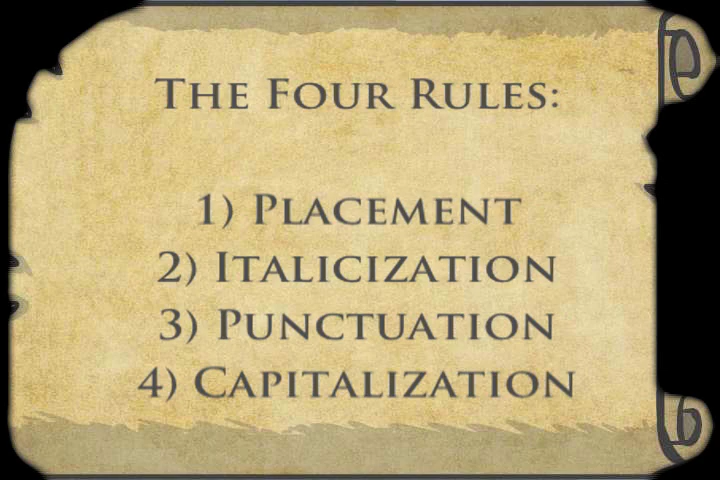 The Four Rules:
1) Placement
2) Italicization
3) Punctuation
4) Capitalization